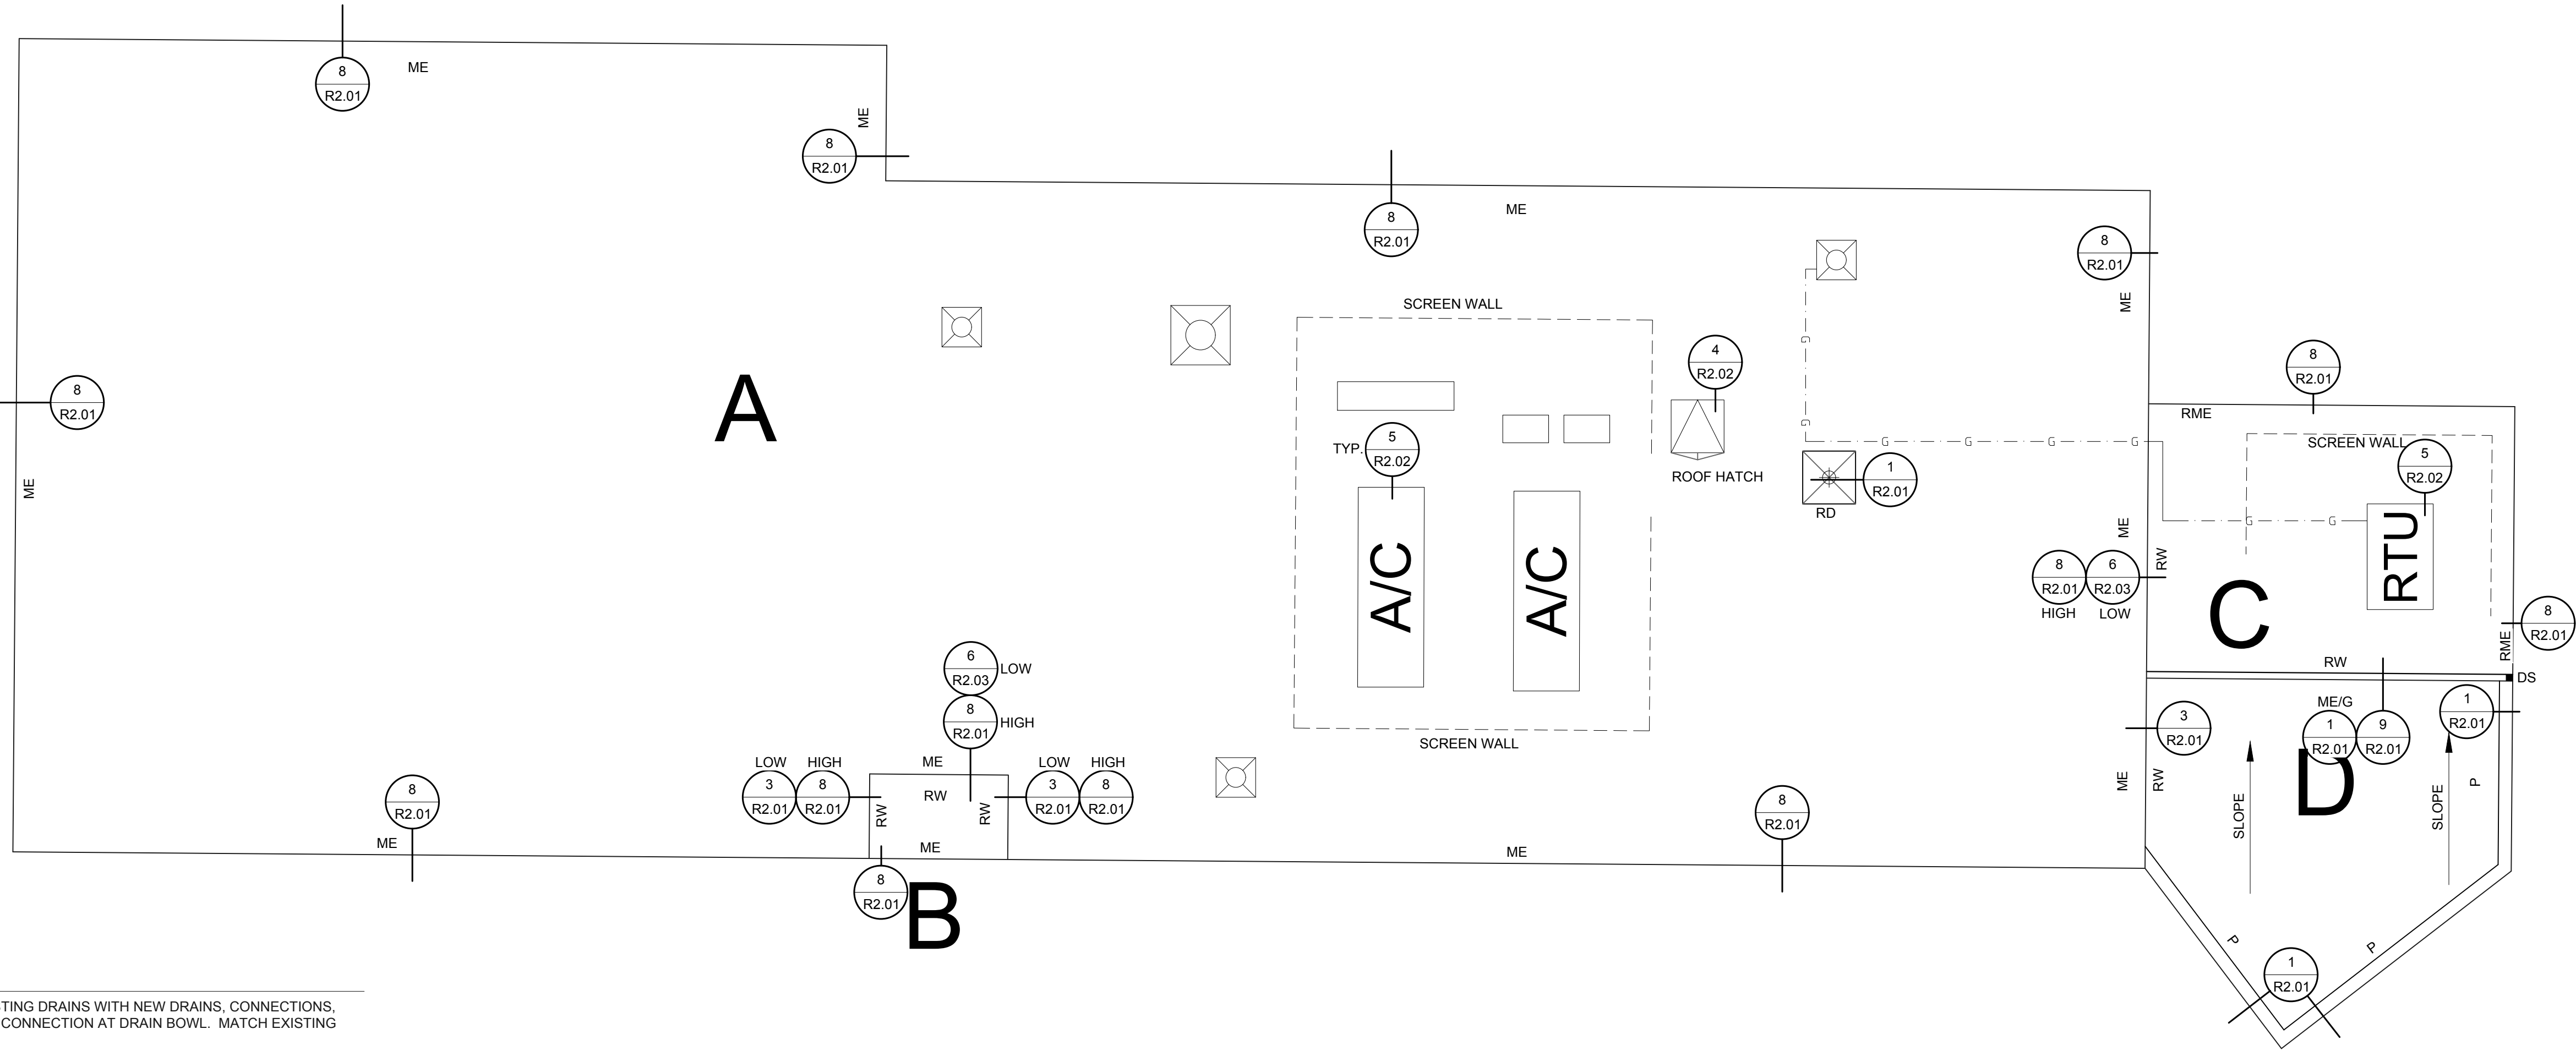 8
R2.01
ME
8
R2.01
ME
8
R2.01
ME
8
R2.01
ME
8
R2.01
ME
A
SCREEN WALL
TYP.
5
R2.02
A/C
A/C
SCREEN WALL
4
R2.02
ROOF HATCH
1
R2.01
RD
G
G
G
G
G
G
8
R2.01
RME
SCREEN WALL
5
R2.02
G
G
RTU
ME
RW
8
R2.01
HIGH
6
R2.03
LOW
C
8
R2.01
RME
RW
DS
6
R2.03
LOW
8
R2.01
HIGH
LOW
HIGH
3
R2.01
8
R2.01
ME
RW
RW
RW
ME
LOW
HIGH
3
R2.01
8
R2.01
8
R2.01
ME
8
R2.01
B
8
R2.01
ME
3
R2.01
ME
RW
ME/G
1
R2.01
9
R2.01
1
R2.01
D
SLOPE
SLOPE
P
P
P
1
R2.01
TING DRAINS WITH NEW DRAINS, CONNECTIONS,
CONNECTION AT DRAIN BOWL. MATCH EXISTING